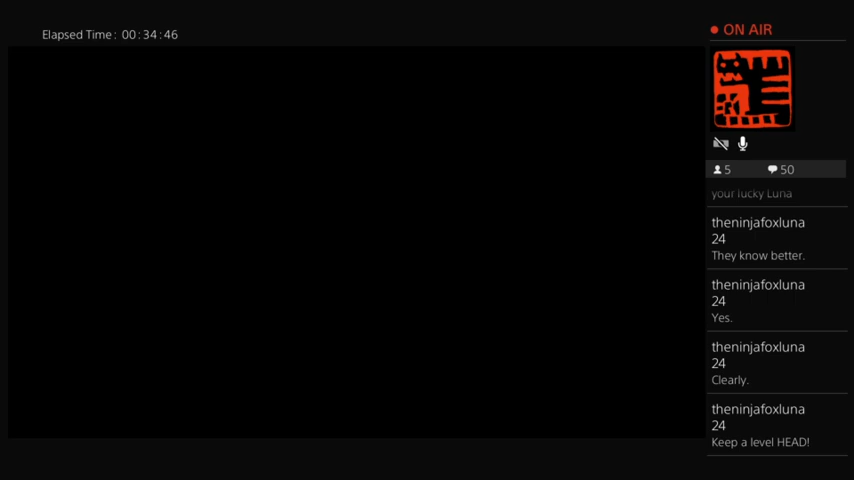 Elapsed Time: 00:34:46
ON AIR
5 50
your lucky Luna
theninjafoxluna
24
They know better.
theninjafoxluna
24
Yes.
theninjafoxluna
24
Clearly.
theninjafoxluna
24
Keep a level HEAD!